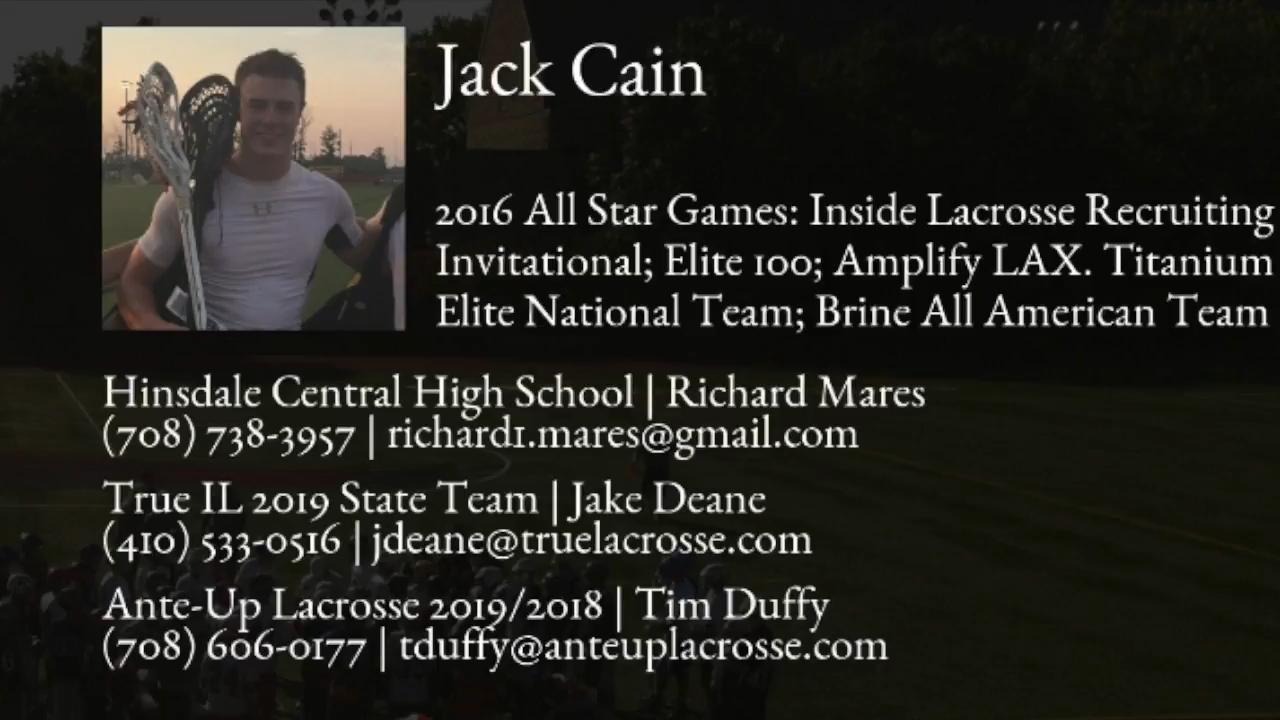 Jack Cain
2016 All Star Games: Inside Lacrosse Recruiting
Invitational; Elite 100; Amplify LAX. Titanium
Elite National Team; Brine All American Team
Hinsdale Central High School | Richard Mares
(708) 738-3957 | richard1.mares@gmail.com
True IL 2019 State Team | Jake Deane
(410) 533-0516 | jdeane@truelacrosse.com
Ante-Up Lacrosse 2019/2018 | Tim Duffy
(708) 606-0177 | tduffy@anteuplacrosse.com